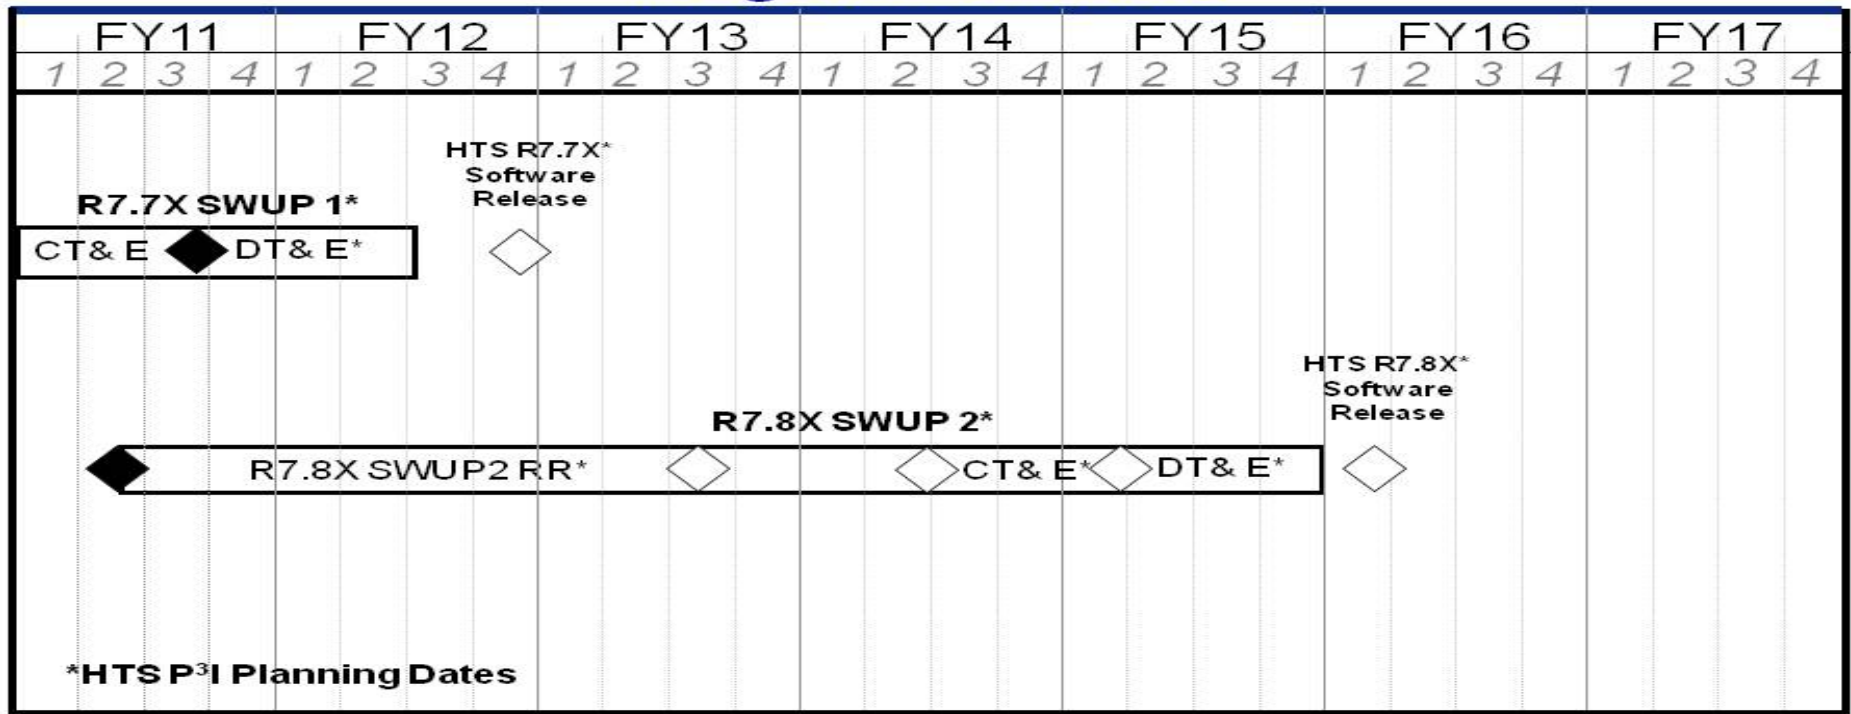 FY11 FY12 FY13 FY14 FY15 FY16 FY17
1 2 3 4 1 2 3 4 1 2 3 4 1 2 3 4 1 2 3 4 1 2 3 4 1 2 3 4
HTS R7.7X*
Software
Release
R7.7X SWUP 1*
CT& E DT& E*
HTS R7.8X*
Software
Release
R7.8X SWUP 2*
R7.8X SWUP2 RR* CT& E* DT& E*
*HTS P³I Planning Dates